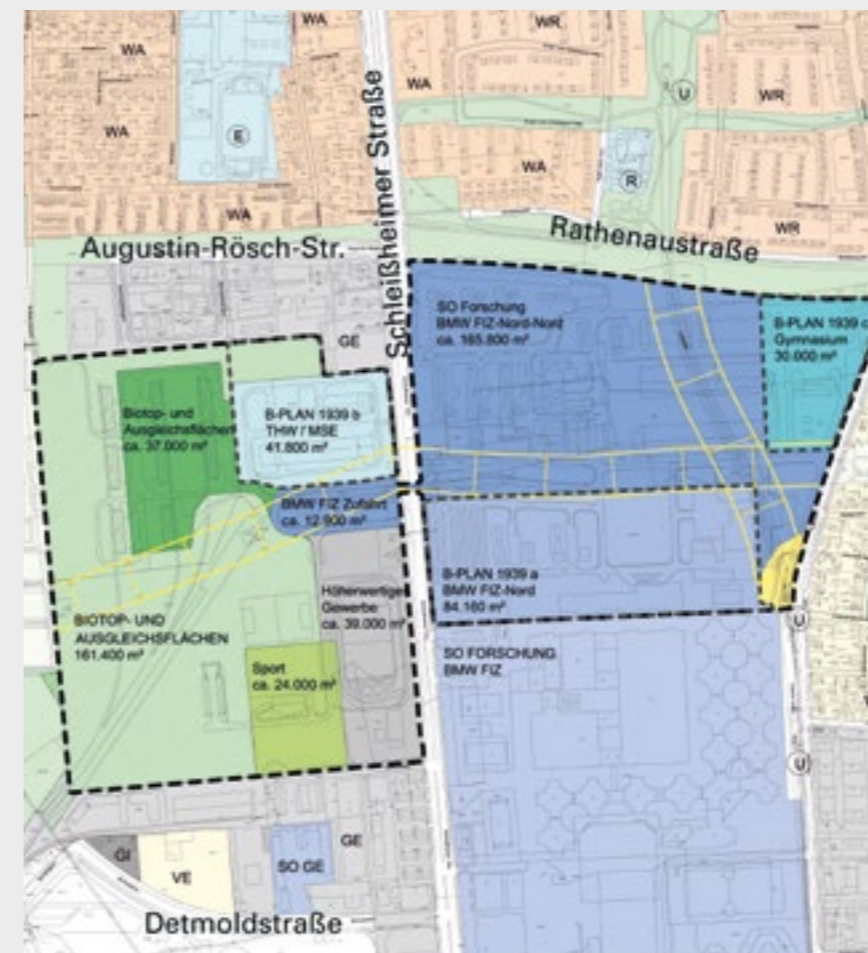 WA
WR
WA
WA
U
WR
WA
E
WA
R
WA
WR
Schleißheimer Straße
Augustin-Rösch-Str.
Rathenaustraße
GE
SO Forschung
BMW FIZ-Nord-Nord
ca. 165.800 m²
B-PLAN 1939 c
Gymnasium
30.000 m²
Biotop- und
Ausgleichsflächen
ca. 37.000 m²
B-PLAN 1939 b
THW / MSE
41.800 m²
BMW FIZ Zufahrt
ca. 12.900 m²
B-PLAN 1939 a
BMW FIZ-Nord
84.160 m²
Höherwertiges
Gewerbe
ca. 39.000 m²
BIOTOP- UND
AUSGLEICHSFLÄCHEN
161.400 m²
U
SO FORSCHUNG
BMW FIZ
Sport
ca. 24.000 m²
U
GE
GI
VE
SO GE
Detmoldstraße